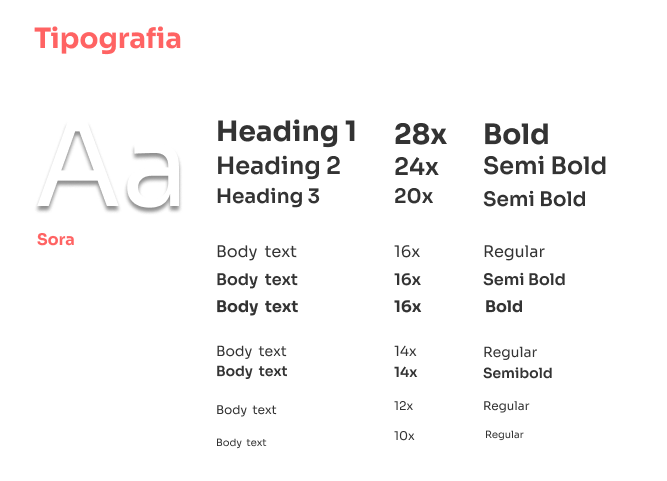 Tipografia
Aa
Sora
Heading 1 28x Bold
Heading 2 24x Semi Bold
Heading 3 20x Semi Bold
Body text 16x Regular
Body text 16x Semi Bold
Body text 16x Bold
Body text 14x Regular
Body text 14x Semibold
Body text 12x Regular
Body text 10x Regular